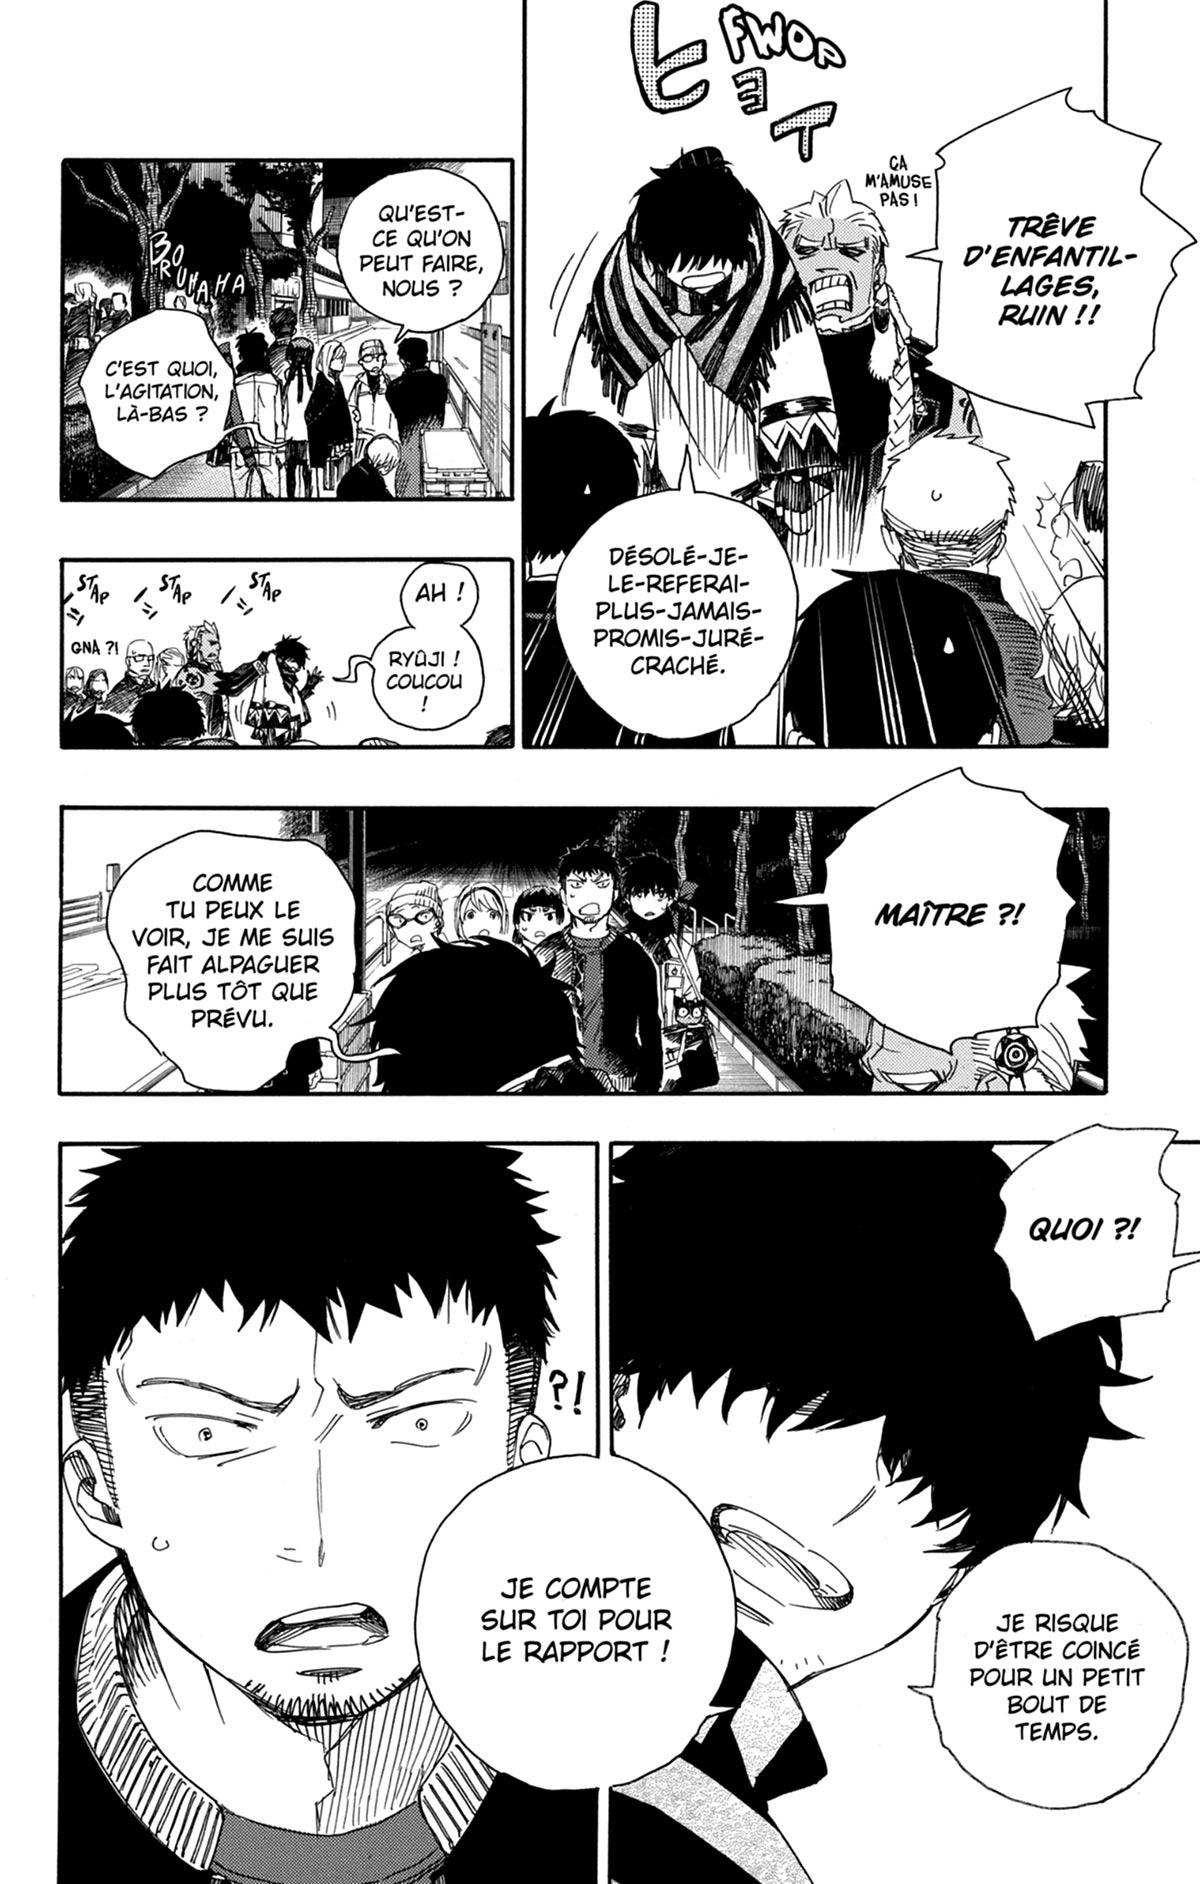 ヒョイ
FWOP
TRÊVE
D'ENFANTIL-
LAGES,
RUIN !!
ÇA
M'AMUSE
PAS !
DÉSOLÉ-JE-
LE-REFERAI-
PLUS-JAMAIS-
PROMIS-JURÉ-
CRACHÉ.
QU'EST-
CE QU'ON
PEUT FAIRE,
NOUS ?
BROUHAHA
C'EST QUOI,
L'AGITATION,
LÀ-BAS ?
AH !
RYÛJI !
COUCOU
!
STAP
STAP
STAP
GNA ?!
MAÎTRE ?!
COMME
TU PEUX LE
VOIR, JE ME SUIS
FAIT ALPAGUER
PLUS TÔT QUE
PRÉVU.
QUOI ?!
JE RISQUE
D'ÊTRE COINCÉ
POUR UN PETIT
BOUT DE
TEMPS.
?!
JE COMPTE
SUR TOI POUR
LE RAPPORT !